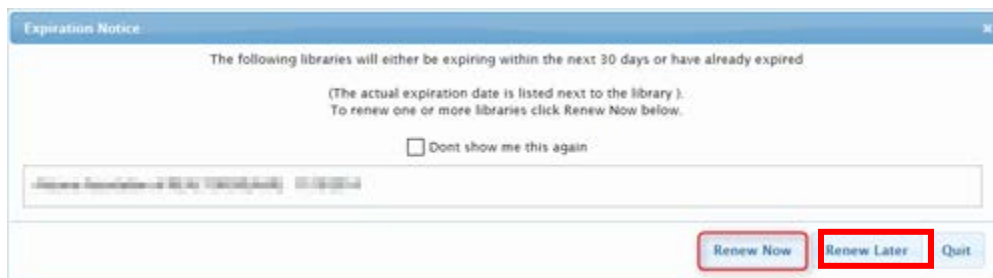 Expiration Notice
The following libraries will either be expiring within the next 30 days or have already expired
(The actual expiration date is listed next to the library ).
To renew one or more libraries click Renew Now below.
Dont show me this again
Renew Now Renew Later Quit